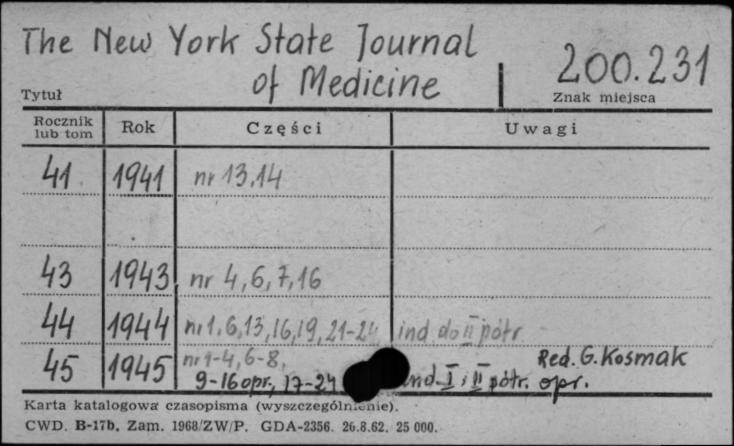 The New York State Journal
of Medicine
200.231
Tytuł
Znak miejsca
Rocznik lub tom Rok Części Uwagi
41 1941 nr 13,14
43 1943 nr 4,6,7,16
44 1944 nr 1,6,13,16,19,21-24 ind do II półr
45 1945 nr 1-4,6-8, Red. G. Kosmak
9-16 opr., 17-24 ind. I i II półr. opr.
Karta katalogowa czasopisma (wyszczególnienie).
CWD. B-17b, Zam. 1968/ZW/P. GDA-2356. 26.8.62. 25 000.